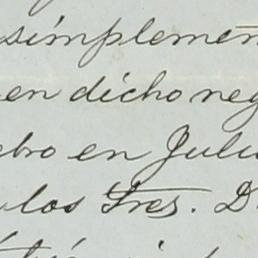 simplemen
en dicho neg
bro en Juli
los tres. D